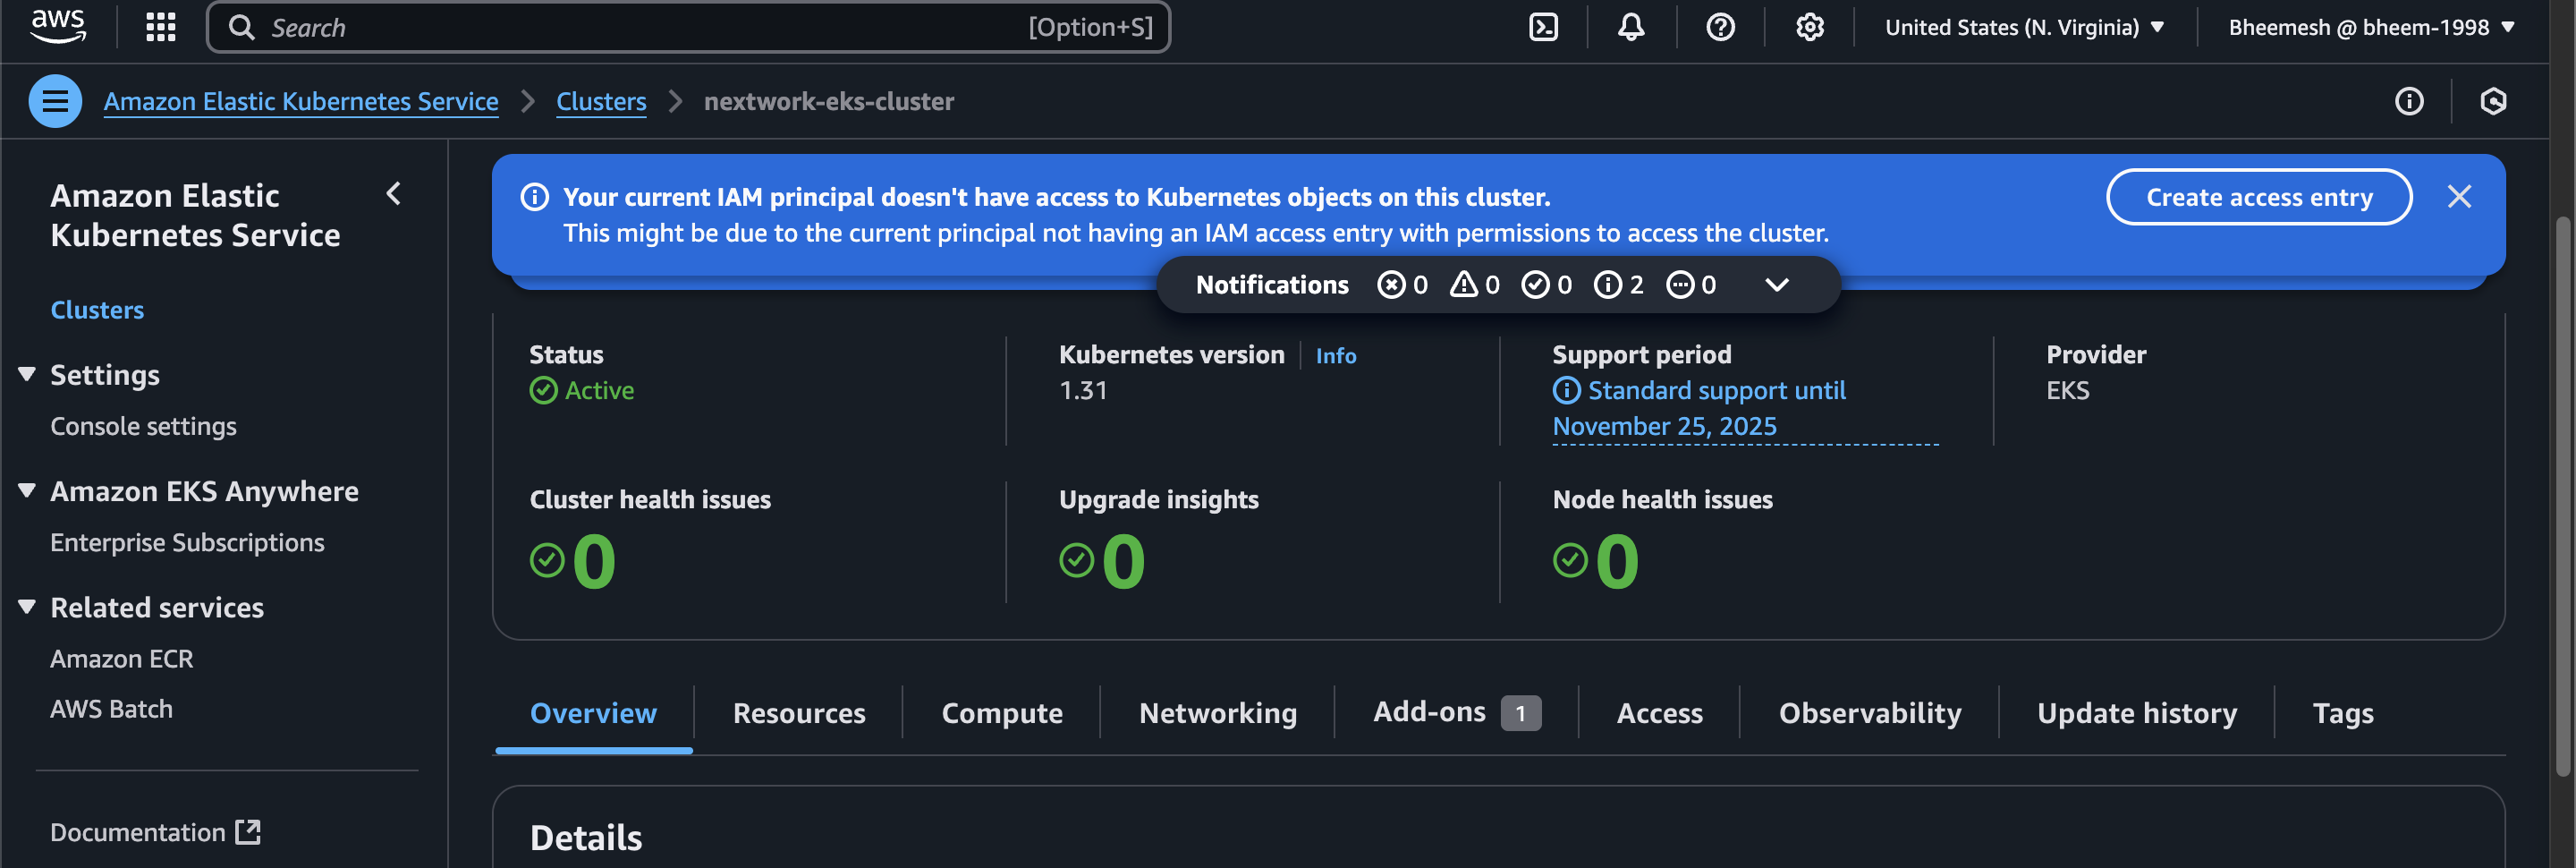 aws
Search
[Option+S]
United States (N. Virginia)
Bheemesh @ bheem-1998
Amazon Elastic Kubernetes Service
Clusters
nextwork-eks-cluster
Amazon Elastic
Kubernetes Service
Clusters
Settings
Console settings
Amazon EKS Anywhere
Enterprise Subscriptions
Related services
Amazon ECR
AWS Batch
Documentation
Your current IAM principal doesn't have access to Kubernetes objects on this cluster.
This might be due to the current principal not having an IAM access entry with permissions to access the cluster.
Create access entry
Notifications 0 0 0 2 0
Status
Active
Kubernetes version Info
1.31
Support period
Standard support until
November 25, 2025
Provider
EKS
Cluster health issues
0
Upgrade insights
0
Node health issues
0
Overview
Resources
Compute
Networking
Add-ons 1
Access
Observability
Update history
Tags
Details